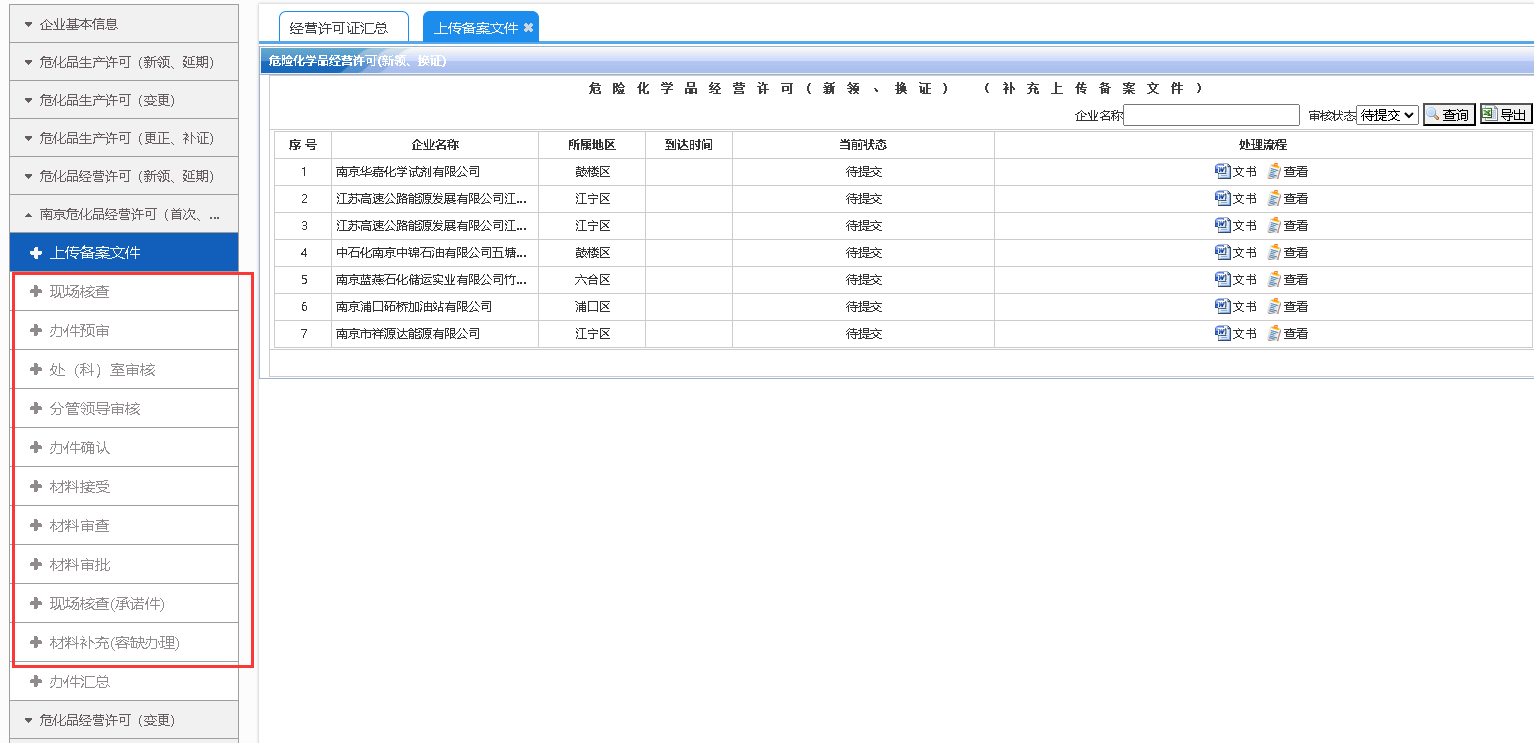 企业基本信息
危化品生产许可（新领、延期）
危化品生产许可（变更）
危化品生产许可（更正、补证）
危化品经营许可（新领、延期）
南京危化品经营许可（首次、...
上传备案文件
现场核查
办件预审
处（科）室审核
分管领导审核
办件确认
材料接受
材料审查
材料审批
现场核查(承诺件)
材料补充(容缺办理)
办件汇总
危化品经营许可（变更）
经营许可证汇总 上传备案文件
危险化学品经营许可(新领、换证)
危险化学品经营许可(新领、换证) (补充上传备案文件)
企业名称 审核状态 待提交 查询 导出
序号 企业名称 所属地区 到达时间 当前状态 处理流程
1 南京华嘉化学试剂有限公司 鼓楼区 待提交 文书 查看
2 江苏高速公路能源发展有限公司江... 江宁区 待提交 文书 查看
3 江苏高速公路能源发展有限公司江... 江宁区 待提交 文书 查看
4 中石化南京中锦石油有限公司五塘... 鼓楼区 待提交 文书 查看
5 南京蓝燕石化储运实业有限公司竹... 六合区 待提交 文书 查看
6 南京浦口砳桥加油站有限公司 浦口区 待提交 文书 查看
7 南京市祥源达能源有限公司 江宁区 待提交 文书 查看